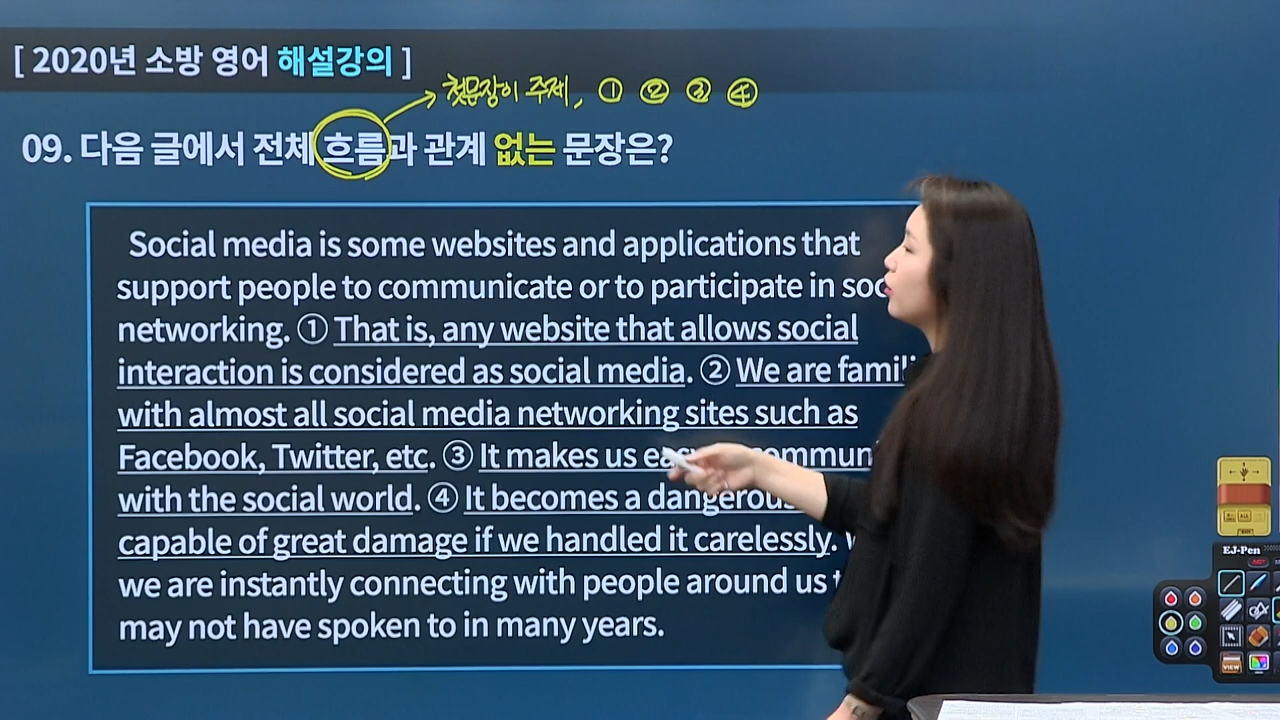 [ 2020년 소방 영어 해설강의 ]
첫문장이 주제, ① ② ③ ④
09. 다음 글에서 전체 흐름과 관계 없는 문장은?
Social media is some websites and applications that
support people to communicate or to participate in
networking. ① That is, any website that allows social
interaction is considered as social media. ② We are
with almost all social media networking sites such as
Facebook, Twitter, etc. ③ It makes us
with the social world. ④ It becomes a dangerous
capable of great damage if we handled it carelessly.
we are instantly connecting with people around us
may not have spoken to in many years.
EJ-Pen
VIEW